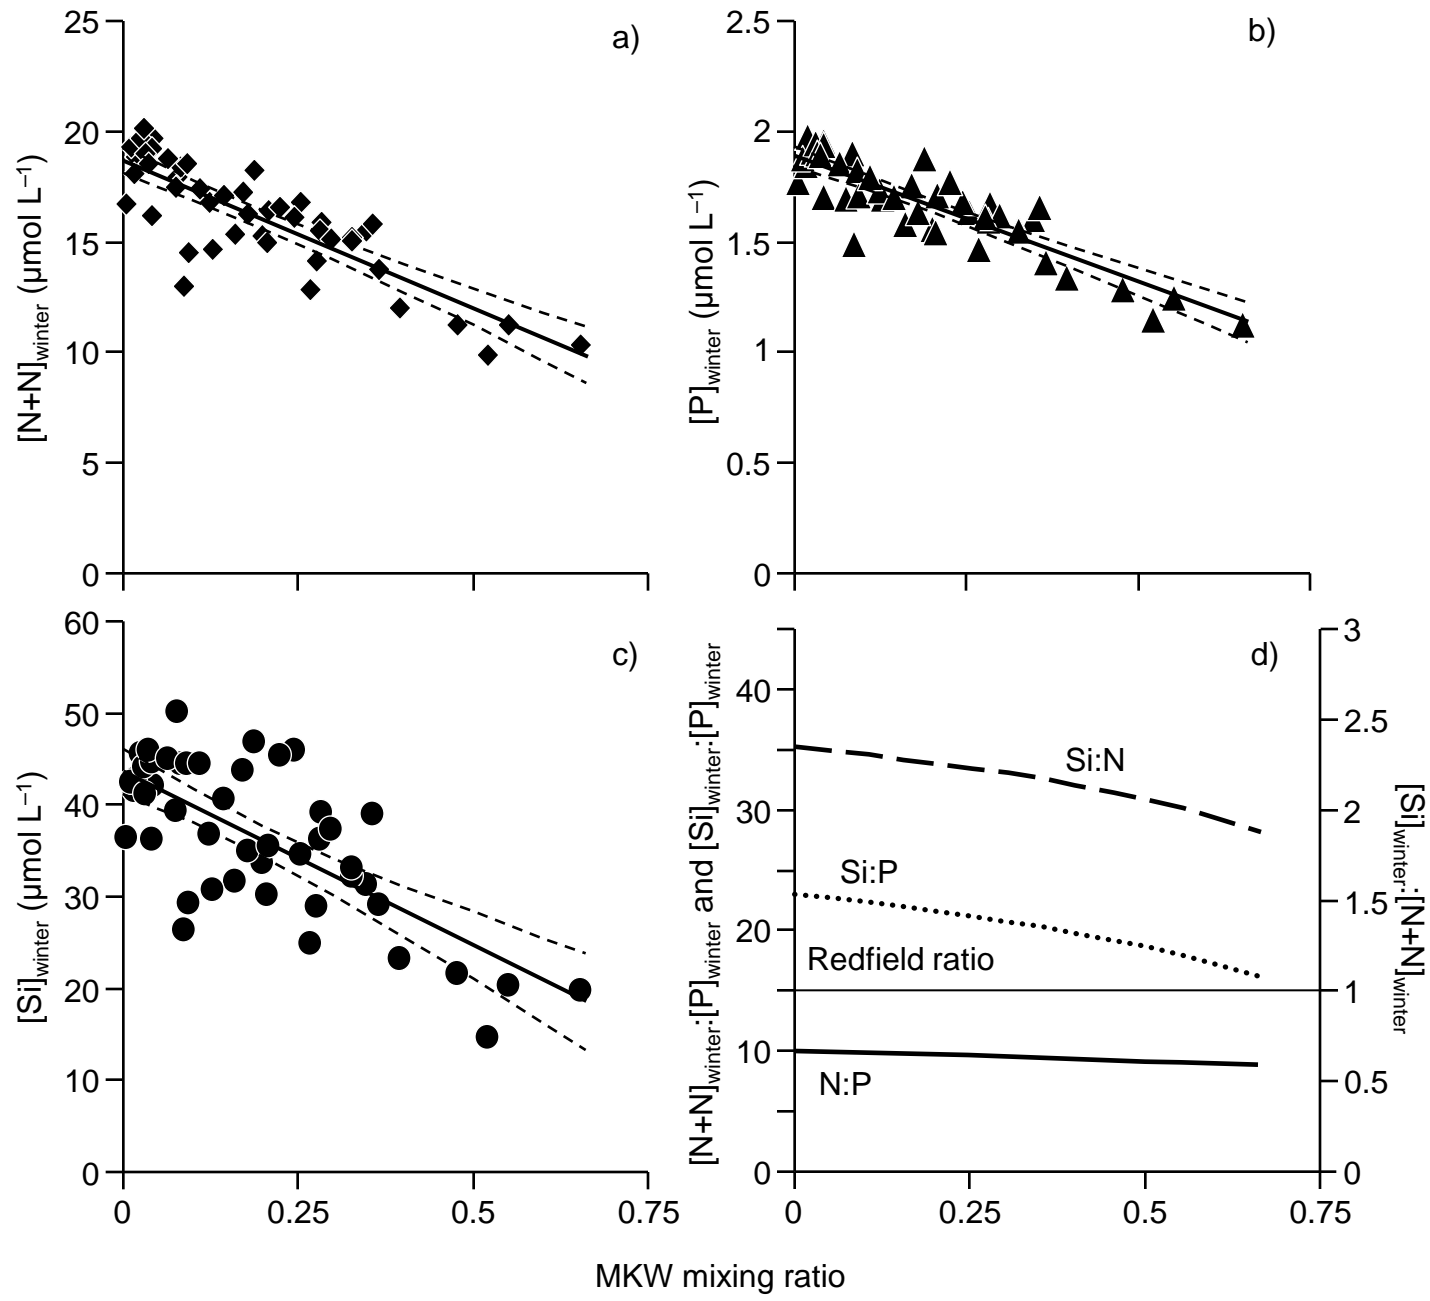 a)
25
20
15
10
5
0
[N+N]winter (μmol L⁻¹)
b)
2.5
2
1.5
1
0.5
0
[P]winter (μmol L⁻¹)
c)
60
50
40
30
20
10
0
[Si]winter (μmol L⁻¹)
0 0.25 0.5 0.75
d)
40
30
20
10
0
[N+N]winter:[P]winter and [Si]winter:[P]winter
Si:N
Si:P
Redfield ratio
N:P
3
2.5
2
1.5
1
0.5
0
[Si]winter:[N+N]winter
0 0.25 0.5 0.75
MKW mixing ratio